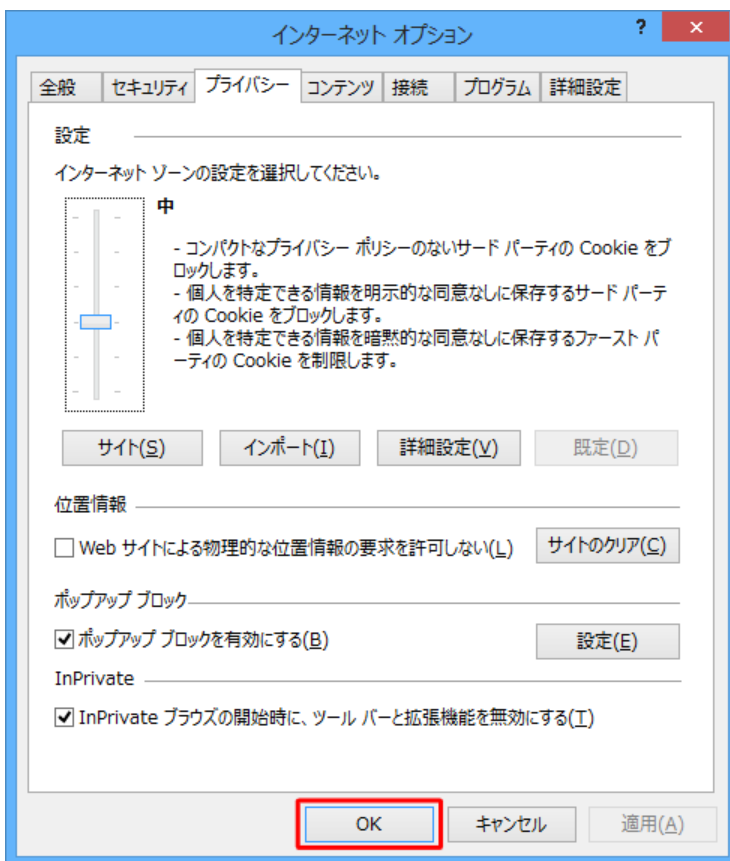 インターネット オプション
?
×
全般
セキュリティ
プライバシー
コンテンツ
接続
プログラム
詳細設定
設定
インターネット ゾーンの設定を選択してください。
中
- コンパクトなプライバシー ポリシーのないサード パーティの Cookie をブ
ロックします。
- 個人を特定できる情報を明示的な同意なしに保存するサード パーテ
ィの Cookie をブロックします。
- 個人を特定できる情報を暗黙的な同意なしに保存するファースト パ
ーティの Cookie を制限します。
サイト(S)
インポート(I)
詳細設定(V)
既定(D)
位置情報
Web サイトによる物理的な位置情報の要求を許可しない(L)
サイトのクリア(C)
ポップアップ ブロック
ポップアップ ブロックを有効にする(B)
設定(E)
InPrivate
InPrivate ブラウズの開始時に、ツール バーと拡張機能を無効にする(T)
OK
キャンセル
適用(A)